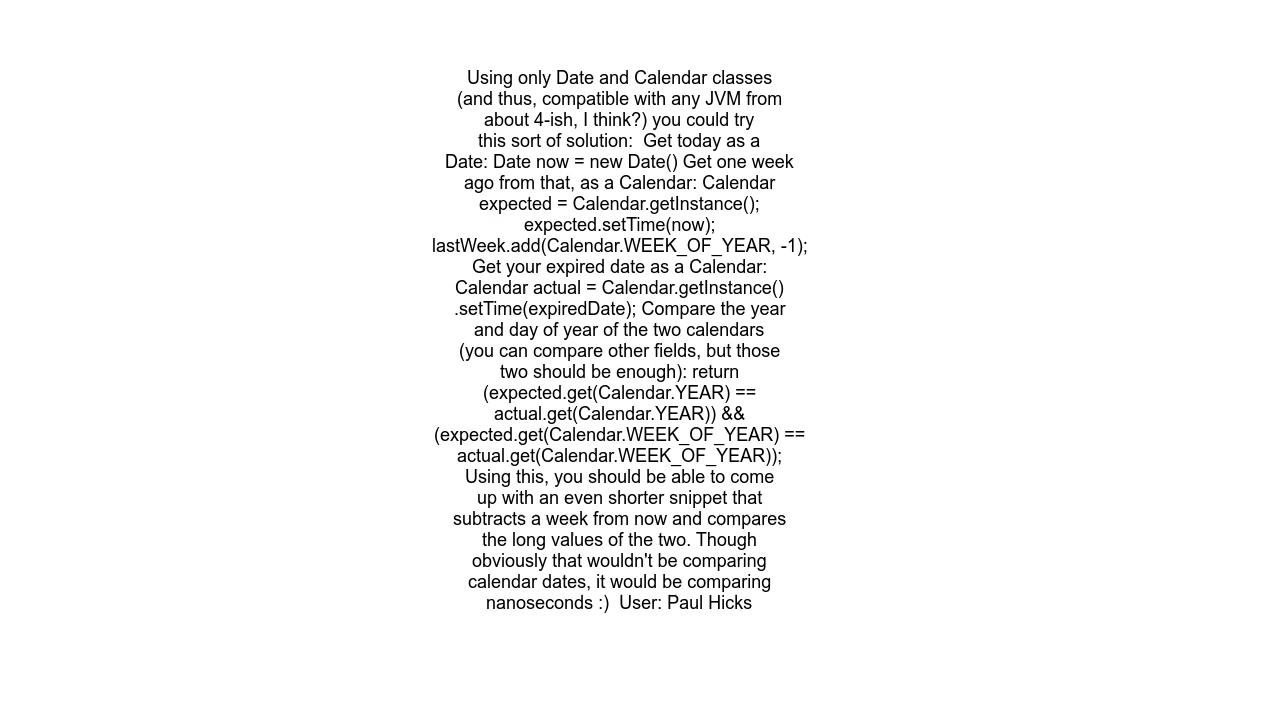 Using only Date and Calendar classes
(and thus, compatible with any JVM from
about 4-ish, I think?) you could try
this sort of solution:  Get today as a
Date: Date now = new Date() Get one week
ago from that, as a Calendar: Calendar
expected = Calendar.getInstance();
expected.setTime(now);
lastWeek.add(Calendar.WEEK_OF_YEAR, -1);
Get your expired date as a Calendar:
Calendar actual = Calendar.getInstance()
.setTime(expiredDate); Compare the year
and day of year of the two calendars
(you can compare other fields, but those
two should be enough): return
(expected.get(Calendar.YEAR) ==
actual.get(Calendar.YEAR)) &&
(expected.get(Calendar.WEEK_OF_YEAR) ==
actual.get(Calendar.WEEK_OF_YEAR));
Using this, you should be able to come
up with an even shorter snippet that
subtracts a week from now and compares
the long values of the two. Though
obviously that wouldn't be comparing
calendar dates, it would be comparing
nanoseconds :)  User: Paul Hicks